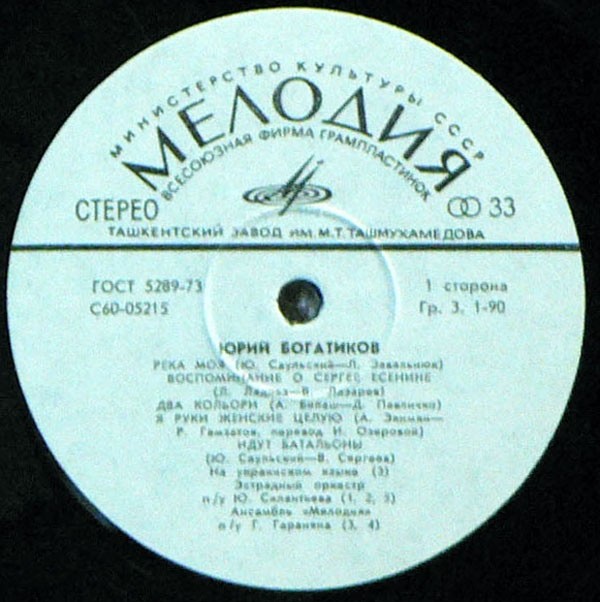 МИНИСТЕРСТВО КУЛЬТУРЫ СССР
МЕЛОДИЯ
ВСЕСОЮЗНАЯ ФИРМА ГРАМПЛАСТИНОК
СТЕРЕО
33
ТАШКЕНТСКИЙ ЗАВОД ИМ. М.Т. ТАШМУХАМЕДОВА
ГОСТ 5289-73
1 сторона
С60-05215
Гр. 3. 1-90
ЮРИЙ БОГАТИКОВ
РЕКА МОЯ (Ю. Саульский—Л. Завальнюк)
ВОСПОМИНАНИЕ О СЕРГЕЕ ЕСЕНИНЕ
(Л. Лядова—В. Лазарев)
ДВА КОЛЬОРИ (А. Билаш—Д. Павличко)
Я РУКИ ЖЕНСКИЕ ЦЕЛУЮ (А. Экимян—
Р. Гамзатов, перевод И. Озеровой)
ИДУТ БАТАЛЬОНЫ
(Ю. Саульский—В. Сергеев)
На украинском языке (3)
Эстрадный оркестр
п/у Ю. Силантьева (1, 2, 5)
Ансамбль «Мелодия»
п/у Г. Гараняна (3, 4)